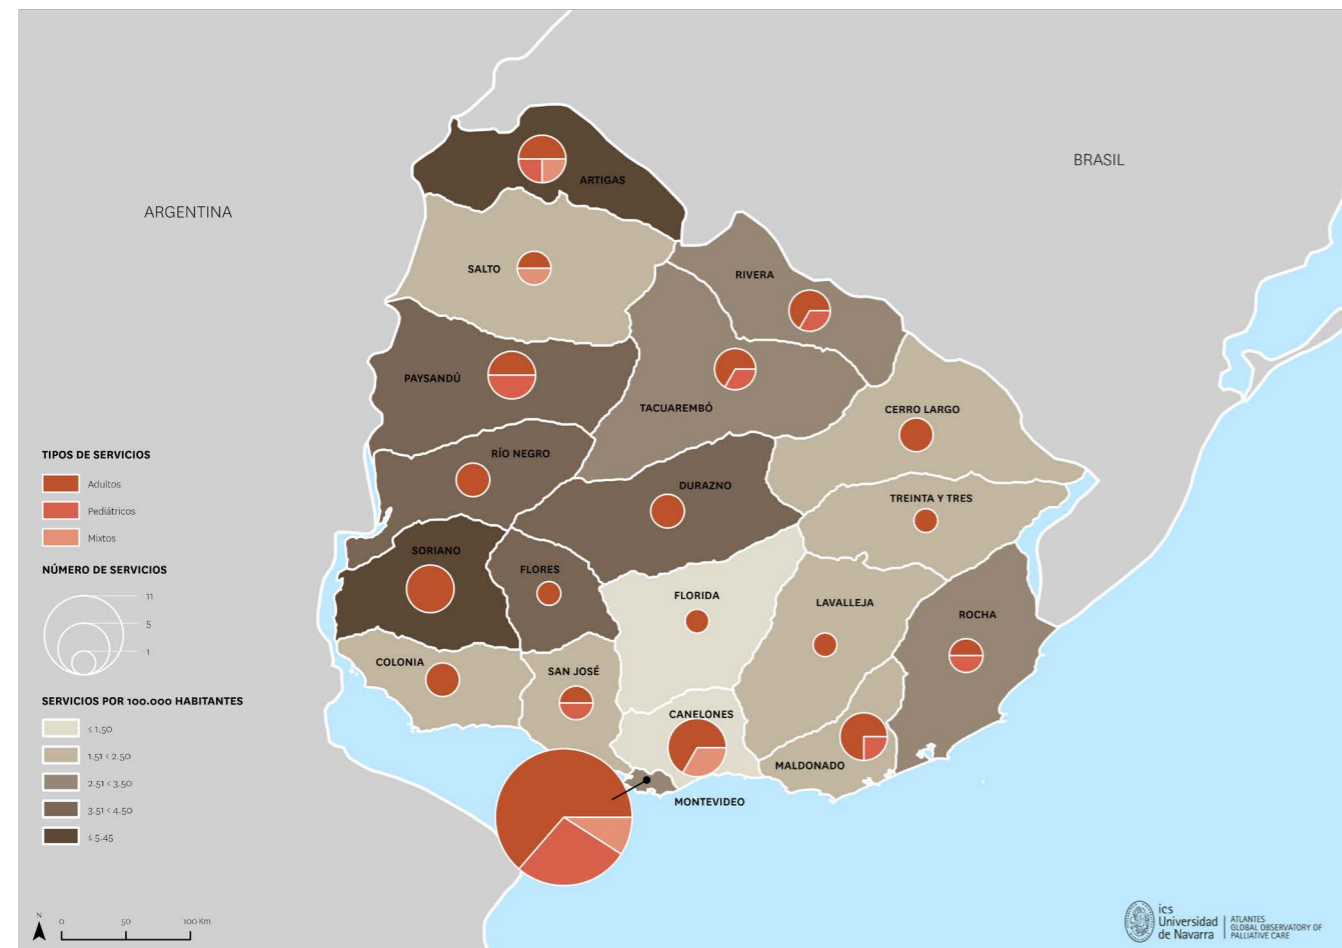 BRASIL
ARGENTINA
ARTIGAS
SALTO
RIVERA
PAYSANDÚ
TACUAREMBÓ
CERRO LARGO
RÍO NEGRO
DURAZNO
TREINTA Y TRES
SORIANO
FLORES
FLORIDA
LAVALLEJA
ROCHA
COLONIA
SAN JOSÉ
CANELONES
MALDONADO
MONTEVIDEO
TIPOS DE SERVICIOS
Adultos
Pediátricos
Mixtos
NÚMERO DE SERVICIOS
11
5
1
SERVICIOS POR 100.000 HABITANTES
≤ 1.50
1.51 < 2.50
2.51 < 3.50
3.51 < 4.50
≤ 5.45
N
0 50 100 Km
ics
Universidad
de Navarra
ATLANTES
GLOBAL OBSERVATORY OF
PALLIATIVE CARE